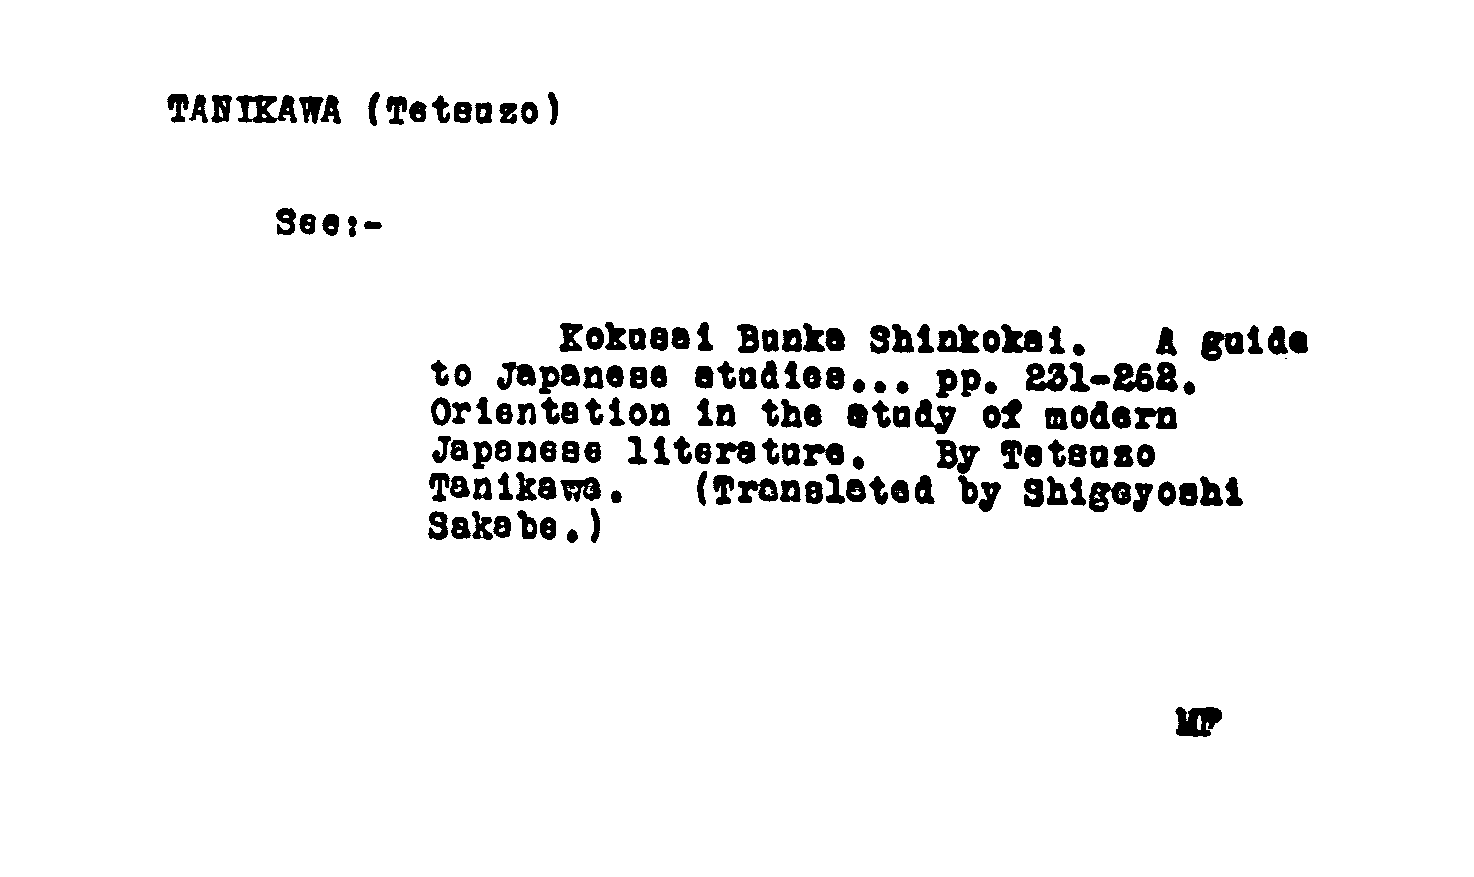 TANIKAWA (Tetsuzo)
See:-
Kokusai Bunka Shinkokai. A guide
to Japanese studies... pp. 231-262.
Orientation in the study of modern
Japanese literature. By Tetsuzo
Tanikawa. (Translated by Shigeyoshi
Sakabe.)